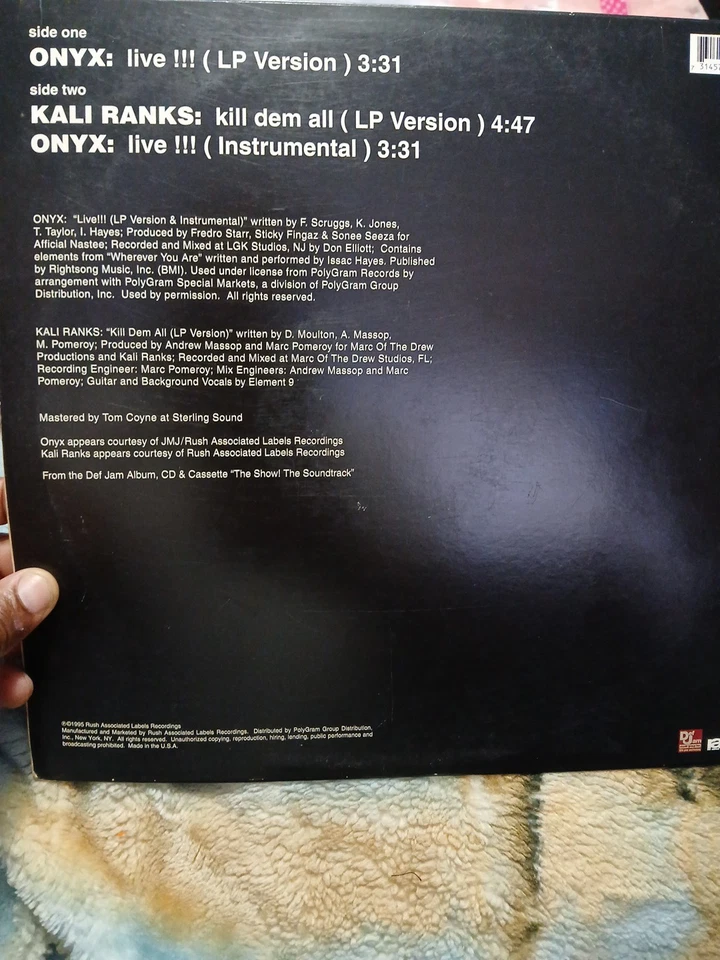 side one
ONYX: live !!! ( LP Version ) 3:31
side two
KALI RANKS: kill dem all ( LP Version ) 4:47
ONYX: live !!! ( Instrumental ) 3:31
ONYX: "Live!!! (LP Version & Instrumental)" written by F. Scruggs, K. Jones,
T. Taylor, I. Hayes; Produced by Fredro Starr, Sticky Fingaz & Sonee Seeza for
Afficial Nastee; Recorded and Mixed at LGK Studios, NJ by Don Elliott; Contains
elements from "Wherever You Are" written and performed by Issac Hayes. Published
by Rightsong Music, Inc. (BMI). Used under license from PolyGram Records by
arrangement with PolyGram Special Markets, a division of PolyGram Group
Distribution, Inc. Used by permission. All rights reserved.
KALI RANKS: "Kill Dem All (LP Version)" written by D. Moulton, A. Massop,
M. Pomeroy; Produced by Andrew Massop and Marc Pomeroy for Marc Of The Drew
Productions and Kali Ranks; Recorded and Mixed at Marc Of The Drew Studios, FL;
Recording Engineer: Marc Pomeroy; Mix Engineers: Andrew Massop and Marc
Pomeroy; Guitar and Background Vocals by Element 9
Mastered by Tom Coyne at Sterling Sound
Onyx appears courtesy of JMJ/Rush Associated Labels Recordings
Kali Ranks appears courtesy of Rush Associated Labels Recordings
From the Def Jam Album, CD & Cassette "The Show! The Soundtrack"
℗©1995 Rush Associated Labels Recordings
Manufactured and Marketed by Rush Associated Labels Recordings. Distributed by PolyGram Group Distribution,
Inc., New York, NY. All rights reserved. Unauthorized copying, reproduction, hiring, lending, public performance and
broadcasting prohibited. Made in the U.S.A.
Def Jam